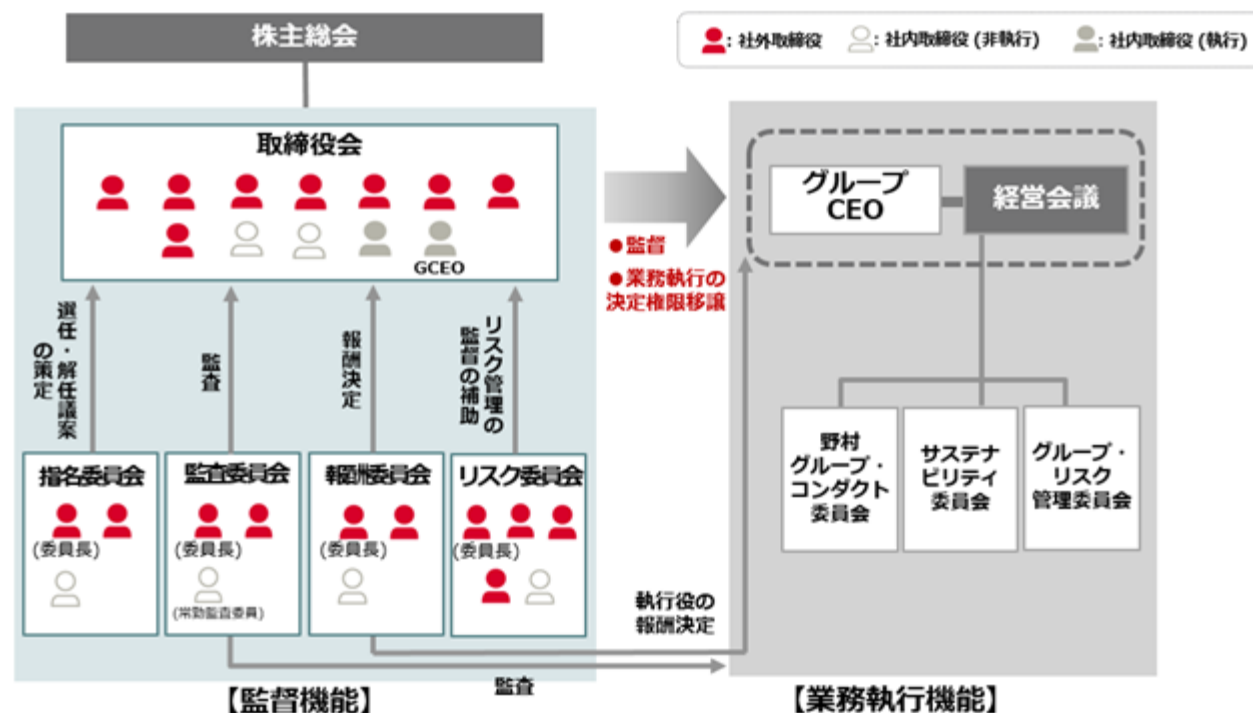 株主総会
: 社外取締役
: 社内取締役 (非執行)
: 社内取締役 (執行)
取締役会
GCEO
選任・解任議案
の策定
監査
報酬決定
リスク管理の
監督の補助
指名委員会
(委員長)
監査委員会
(委員長)
(常勤監査委員)
報酬委員会
(委員長)
リスク委員会
(委員長)
●監督
●業務執行の
決定権限移譲
グループ
CEO
経営会議
野村
グループ・
コンダクト
委員会
サステナ
ビリティ
委員会
グループ・
リスク
管理委員会
執行役の
報酬決定
監査
【監督機能】
【業務執行機能】